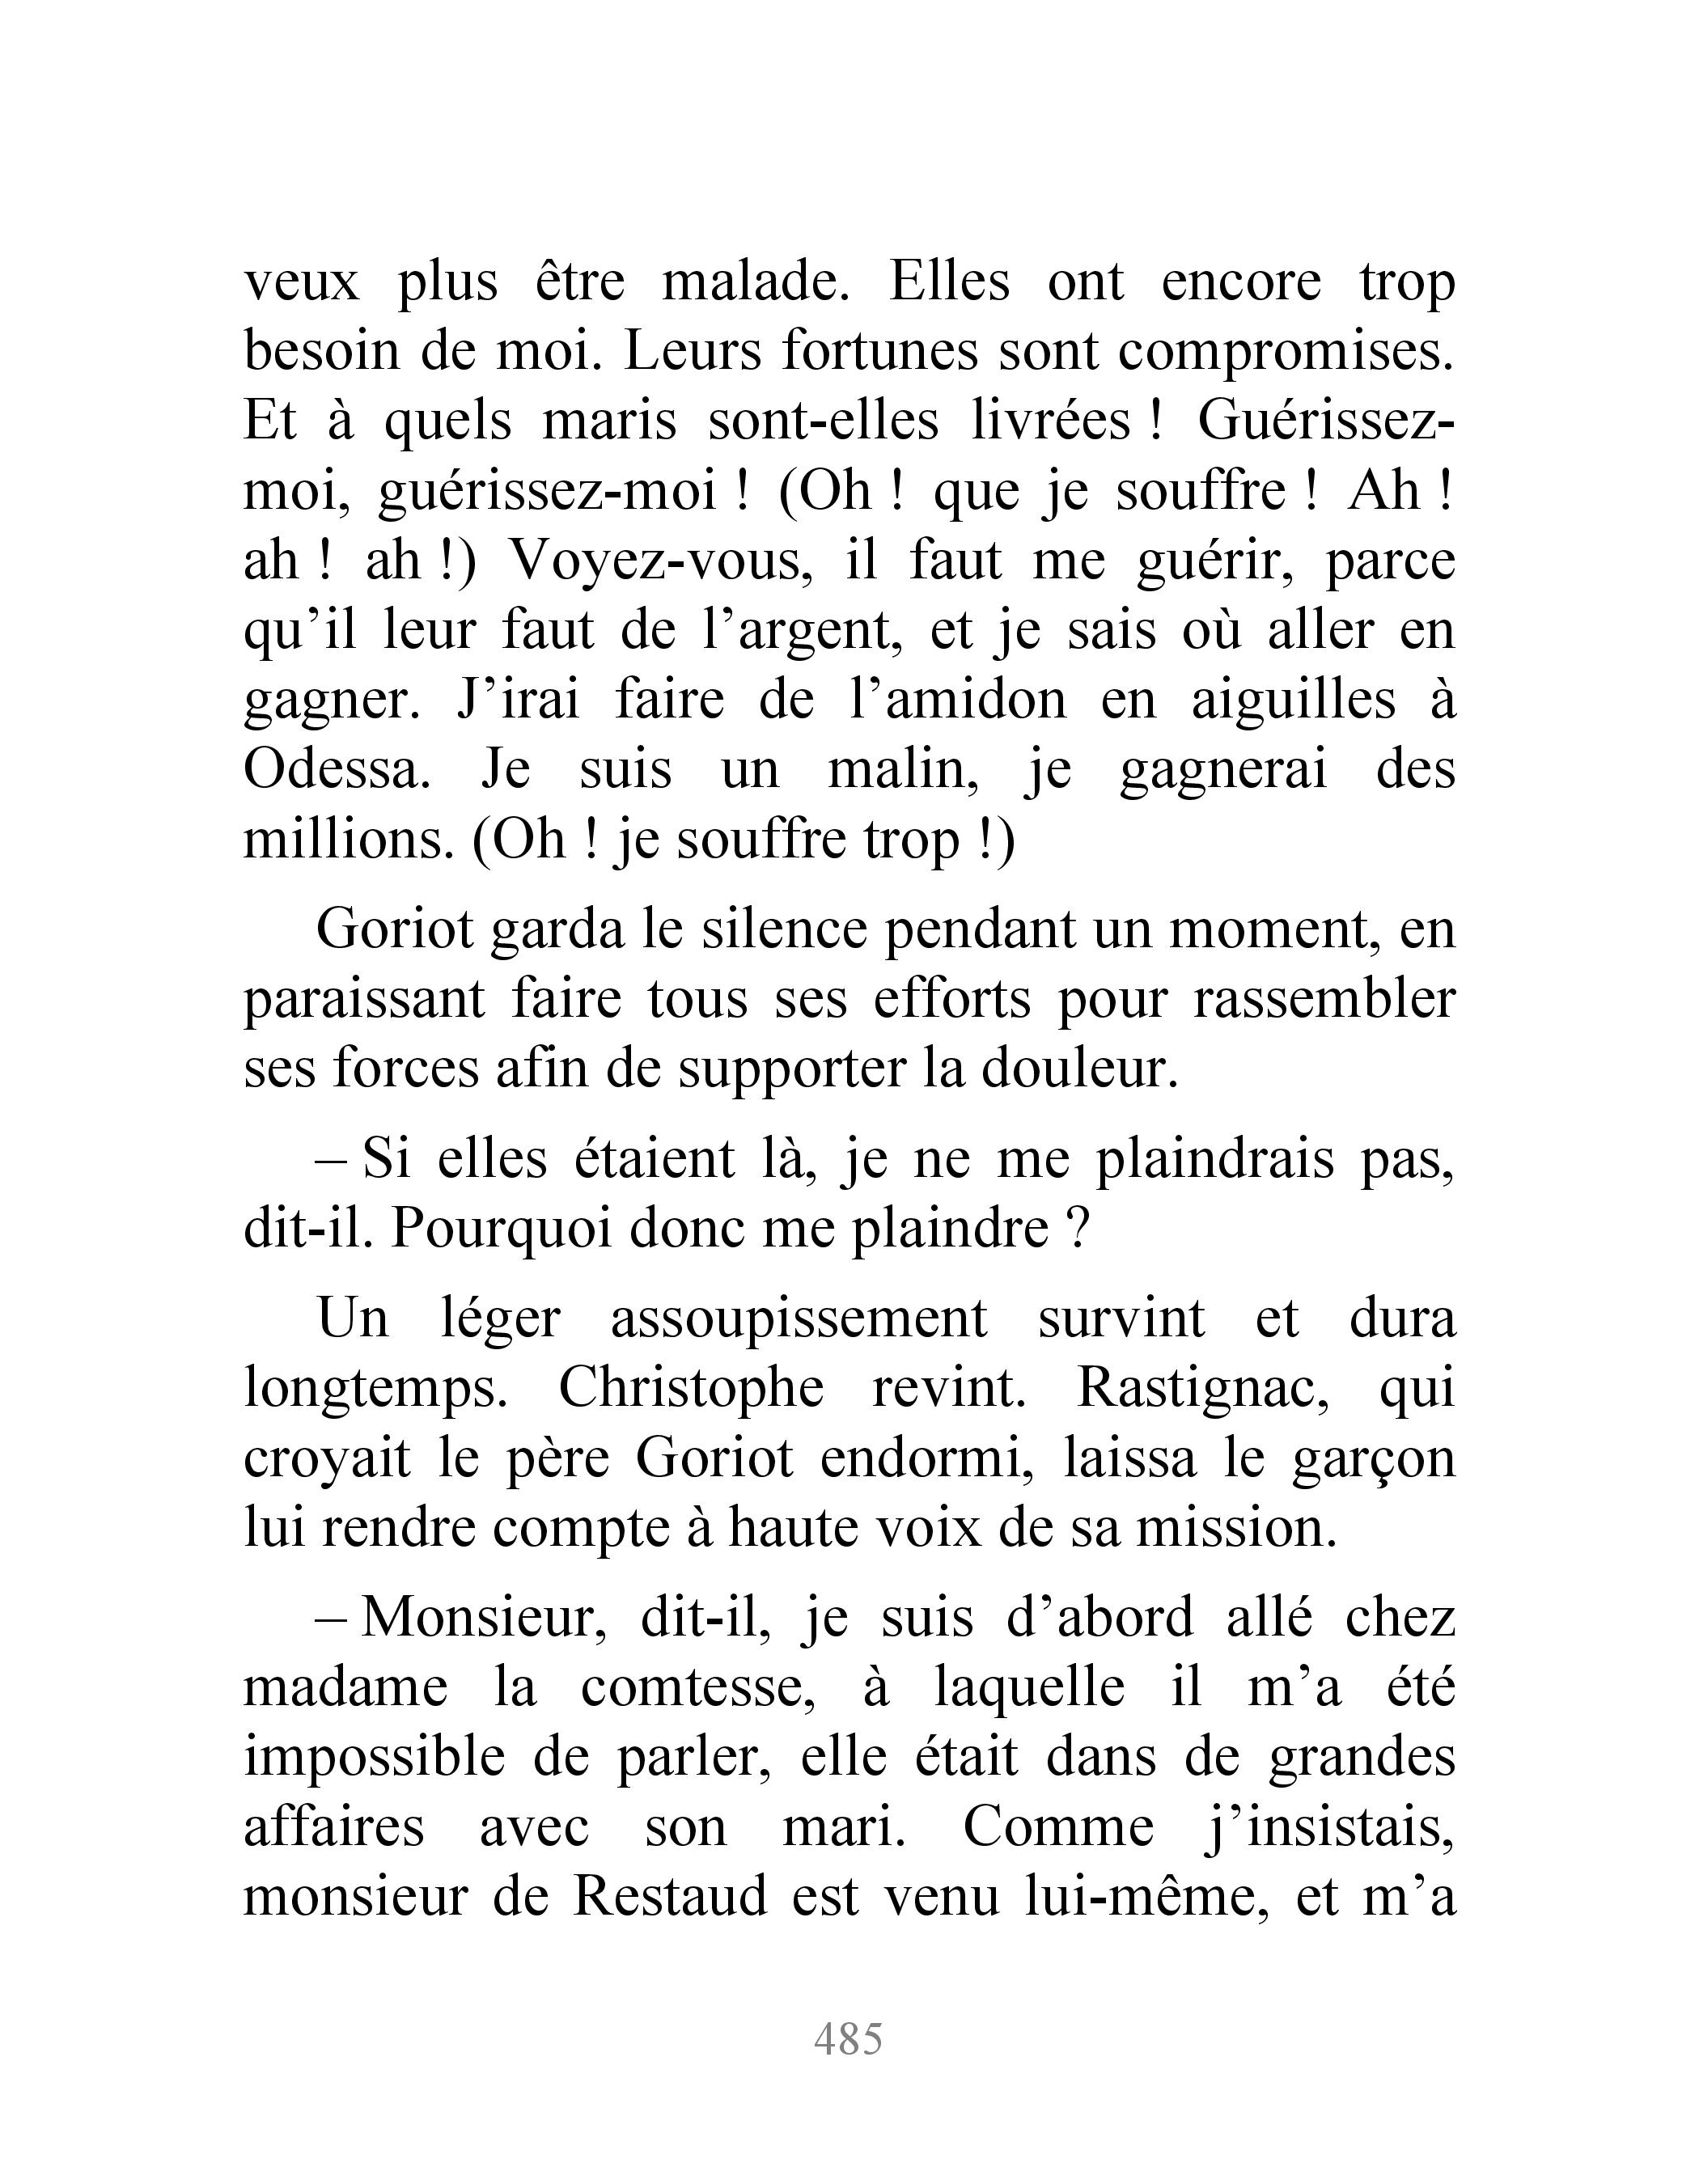 veux plus être malade. Elles ont encore trop
besoin de moi. Leurs fortunes sont compromises.
Et à quels maris sont-elles livrées ! Guérissez-
moi, guérissez-moi ! (Oh ! que je souffre ! Ah !
ah ! ah !) Voyez-vous, il faut me guérir, parce
qu’il leur faut de l’argent, et je sais où aller en
gagner. J’irai faire de l’amidon en aiguilles à
Odessa. Je suis un malin, je gagnerai des
millions. (Oh ! je souffre trop !)
Goriot garda le silence pendant un moment, en
paraissant faire tous ses efforts pour rassembler
ses forces afin de supporter la douleur.
– Si elles étaient là, je ne me plaindrais pas,
dit-il. Pourquoi donc me plaindre ?
Un léger assoupissement survint et dura
longtemps. Christophe revint. Rastignac, qui
croyait le père Goriot endormi, laissa le garçon
lui rendre compte à haute voix de sa mission.
– Monsieur, dit-il, je suis d’abord allé chez
madame la comtesse, à laquelle il m’a été
impossible de parler, elle était dans de grandes
affaires avec son mari. Comme j’insistais,
monsieur de Restaud est venu lui-même, et m’a
485